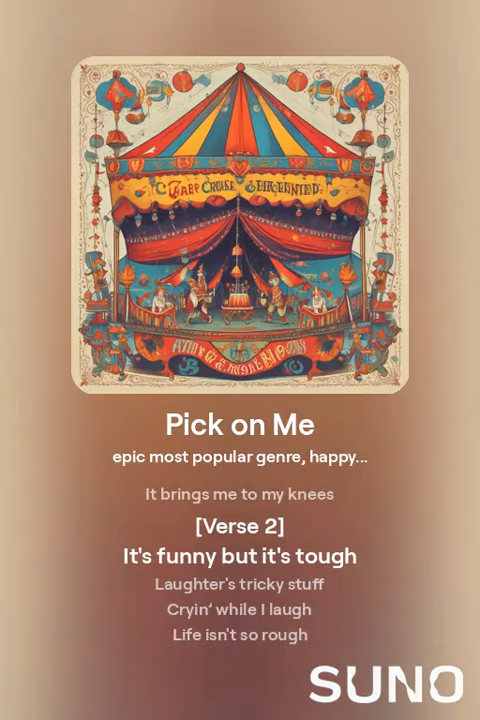 Pick on Me
epic most popular genre, happy...
It brings me to my knees
[Verse 2]
It's funny but it's tough
Laughter's tricky stuff
Cryin’ while I laugh
Life isn't so rough
SUNO